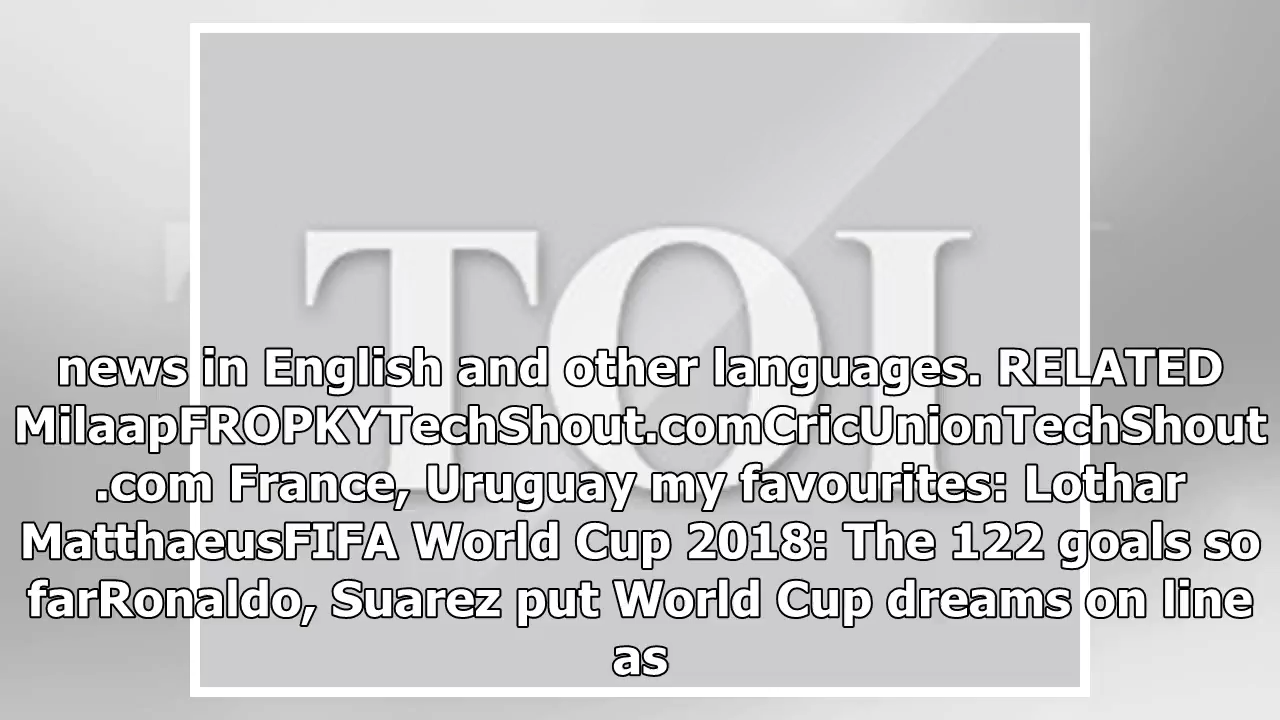 TOI
news in English and other languages. RELATED
MilaapFROPKYTechShout.comCricUnionTechShout
.com France, Uruguay my favourites: Lothar
MatthaeusFIFA World Cup 2018: The 122 goals so
farRonaldo, Suarez put World Cup dreams on line
as